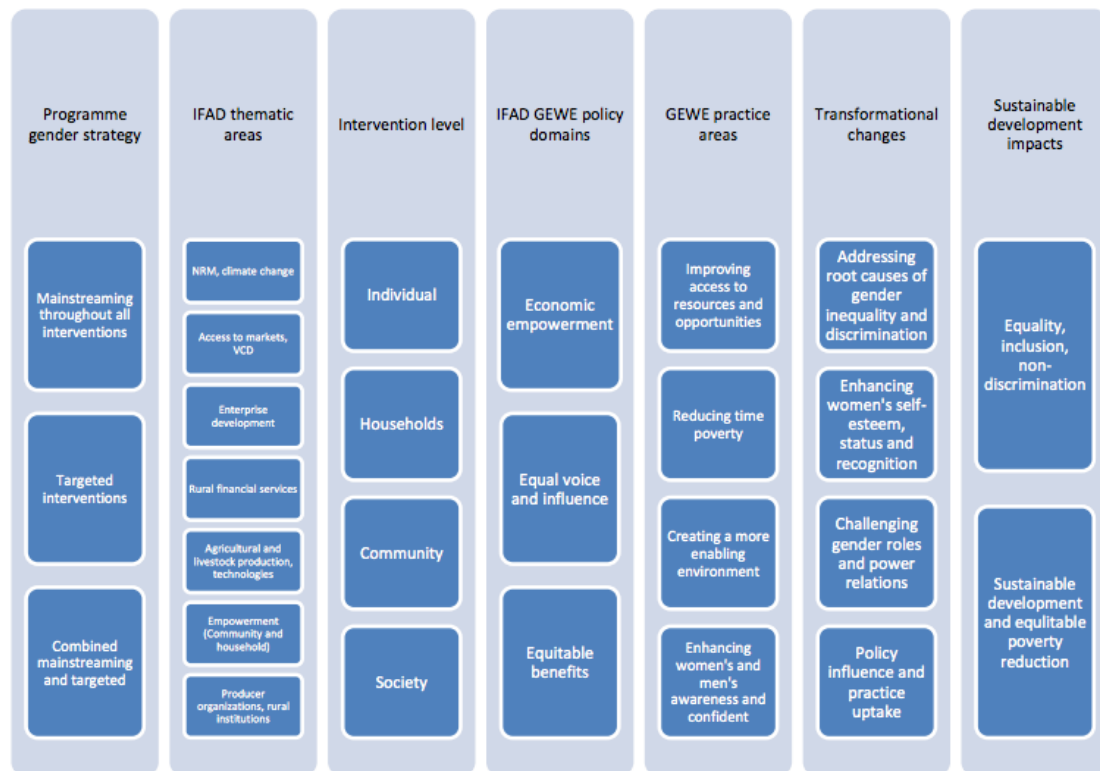 Programme
gender strategy
Mainstreaming
throughout all
interventions
Targeted
interventions
Combined
mainstreaming
and targeted
IFAD thematic
areas
NRM, climate change
Access to markets,
VCD
Enterprise
development
Rural financial services
Agricultural and
livestock production,
technologies
Empowerment
(Community and
household)
Producer
organizations, rural
institutions
Intervention level
Individual
Households
Community
Society
IFAD GEWE policy
domains
Economic
empowerment
Equal voice
and influence
Equitable
benefits
GEWE practice
areas
Improving
access to
resources and
opportunities
Reducing time
poverty
Creating a more
enabling
environment
Enhancing
women's and
men's
awareness and
confident
Transformational
changes
Addressing
root causes of
gender
inequality and
discrimination
Enhancing
women's self-
esteem,
status and
recognition
Challenging
gender roles
and power
relations
Policy
influence and
practice
uptake
Sustainable
development
impacts
Equality,
inclusion,
non-
discrimination
Sustainable
development
and equlitable
poverty
reduction